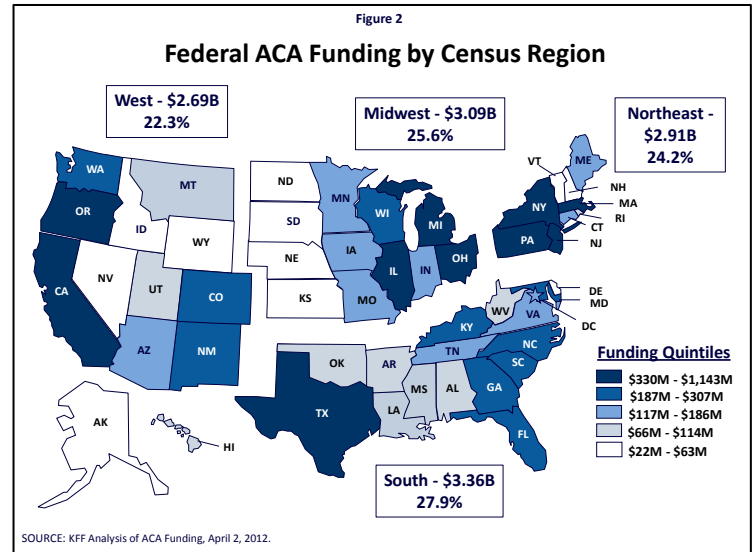 Figure 2
Federal ACA Funding by Census Region
West - $2.69B
22.3%
Midwest - $3.09B
25.6%
Northeast -
$2.91B
24.2%
WA
MT
OR
ID
WY
NV
UT
CA
CO
AZ
NM
AK
HI
ND
SD
NE
KS
MN
IA
MO
WI
IL
MI
IN
OH
VT
ME
NH
NY
MA
RI
CT
PA
NJ
DE
MD
DC
WV
VA
KY
TN
NC
SC
GA
FL
OK
AR
MS
AL
LA
TX
Funding Quintiles
$330M - $1,143M
$187M - $307M
$117M - $186M
$66M - $114M
$22M - $63M
South - $3.36B
27.9%
SOURCE: KFF Analysis of ACA Funding, April 2, 2012.